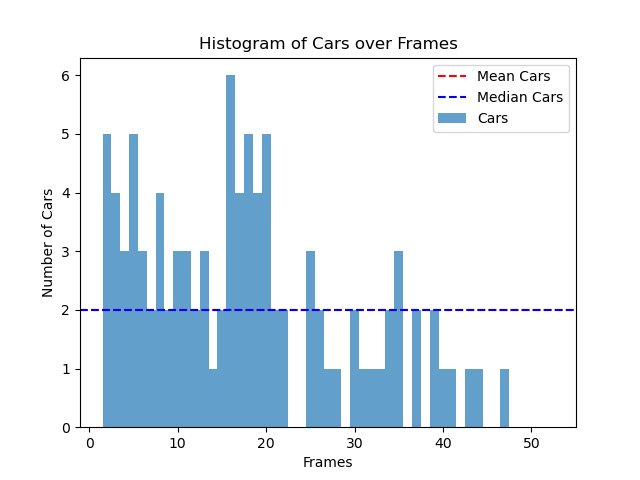 Histogram of Cars over Frames
Mean Cars
Median Cars
Cars
6
5
4
3
2
1
0
Number of Cars
0 10 20 30 40 50
Frames